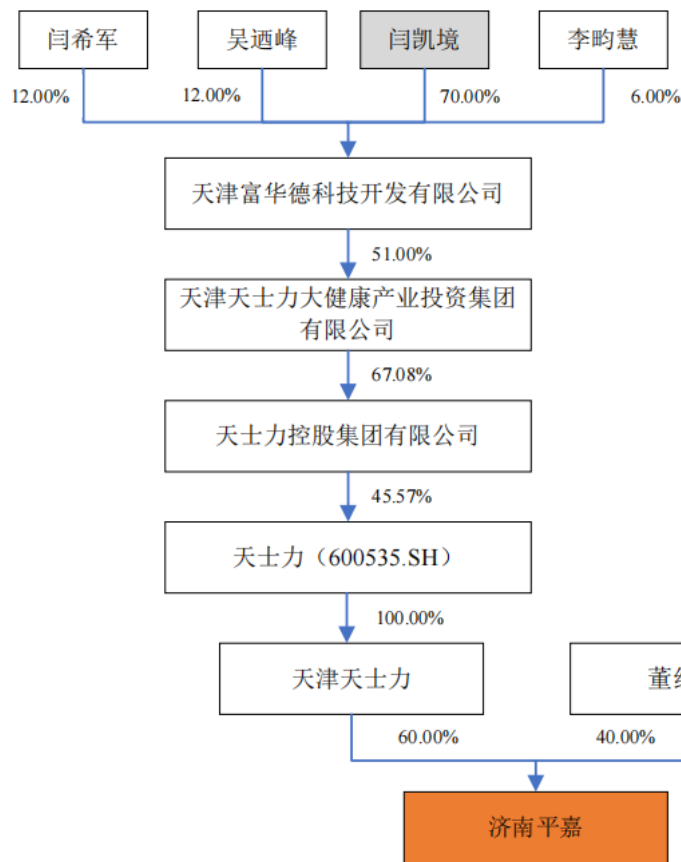 闫希军
吴迺峰
闫凯境
李畇慧
12.00%
12.00%
70.00%
6.00%
天津富华德科技开发有限公司
51.00%
天津天士力大健康产业投资集团
有限公司
67.08%
天士力控股集团有限公司
45.57%
天士力（600535.SH）
100.00%
天津天士力
董
60.00%
40.00%
济南平嘉